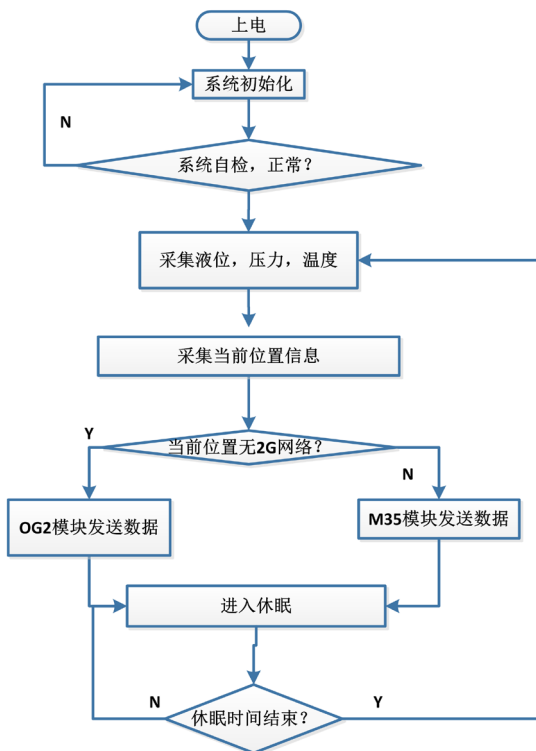 上电
系统初始化
N
系统自检，正常？
采集液位，压力，温度
采集当前位置信息
Y
当前位置无2G网络？
N
OG2模块发送数据
M35模块发送数据
进入休眠
N
休眠时间结束？
Y